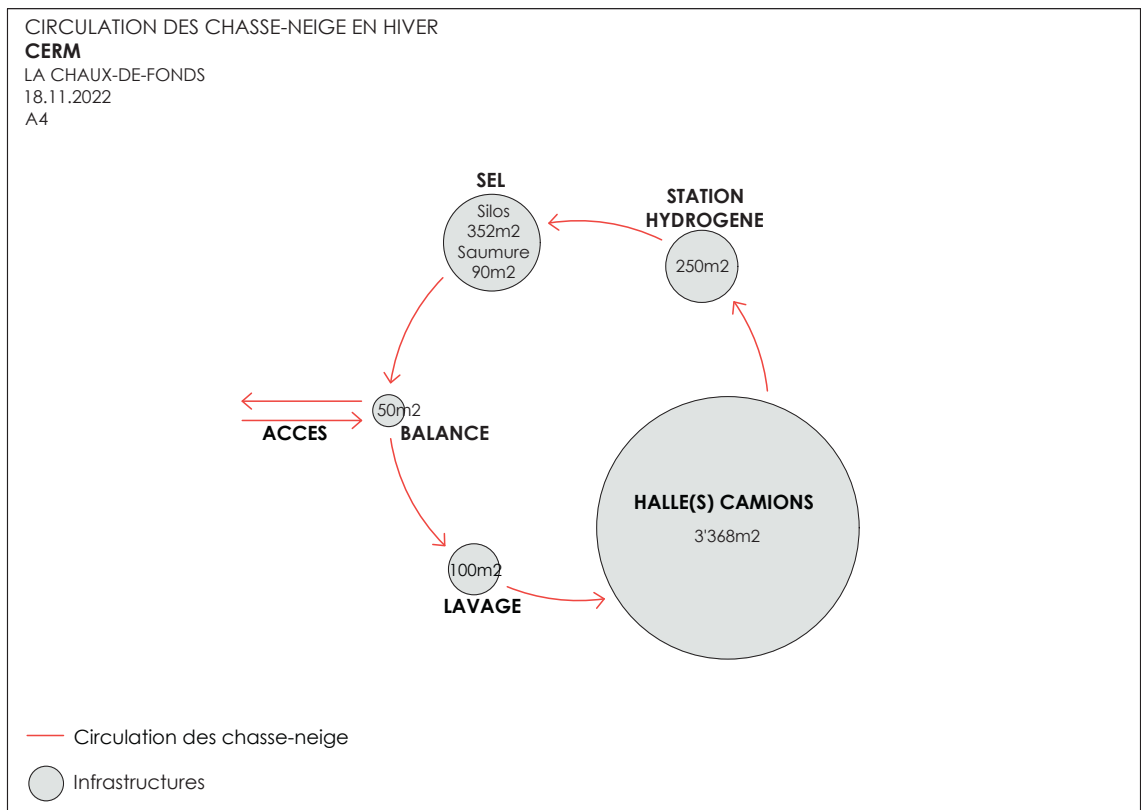 CIRCULATION DES CHASSE-NEIGE EN HIVER
CERM
LA CHAUX-DE-FONDS
18.11.2022
A4
SEL
Silos
352m2
Saumure
90m2
STATION
HYDROGENE
250m2
50m2
ACCES
BALANCE
HALLE(S) CAMIONS
3'368m2
100m2
LAVAGE
Circulation des chasse-neige
Infrastructures